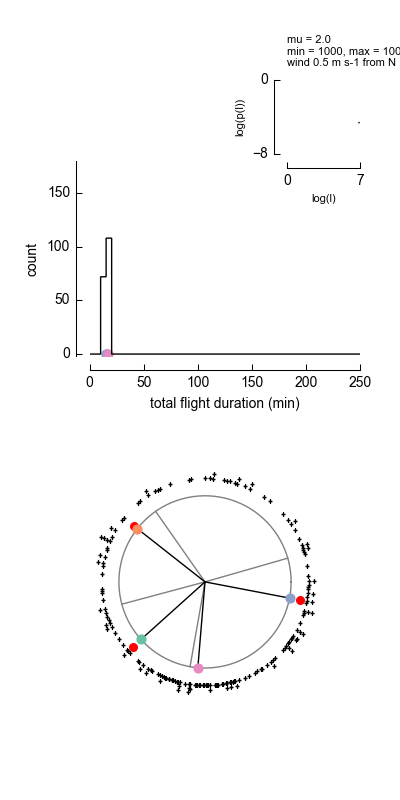 mu = 2.0
min = 1000, max = 100
wind 0.5 m s-1 from N
0
log(p(l))
−8
0 7
log(l)
150
count
100
50
0
0 50 100 150 200 250
total flight duration (min)